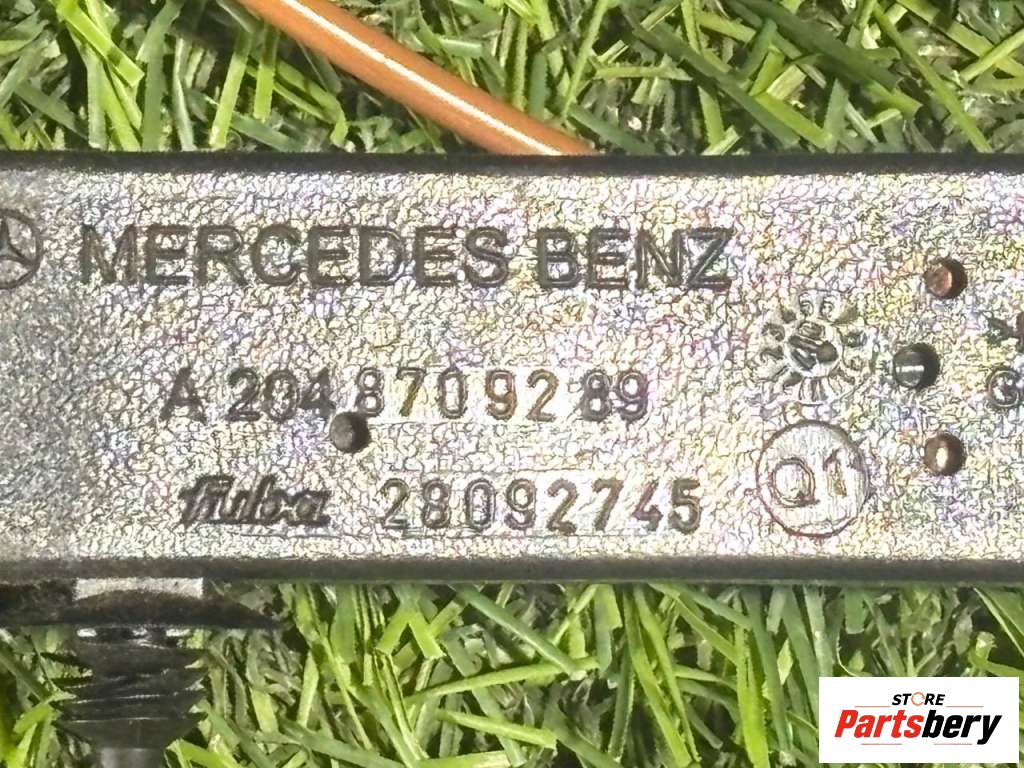 MERCEDES BENZ
A 204 870 92 89
fuba 28092745
Q1
G
STORE
Partsbery